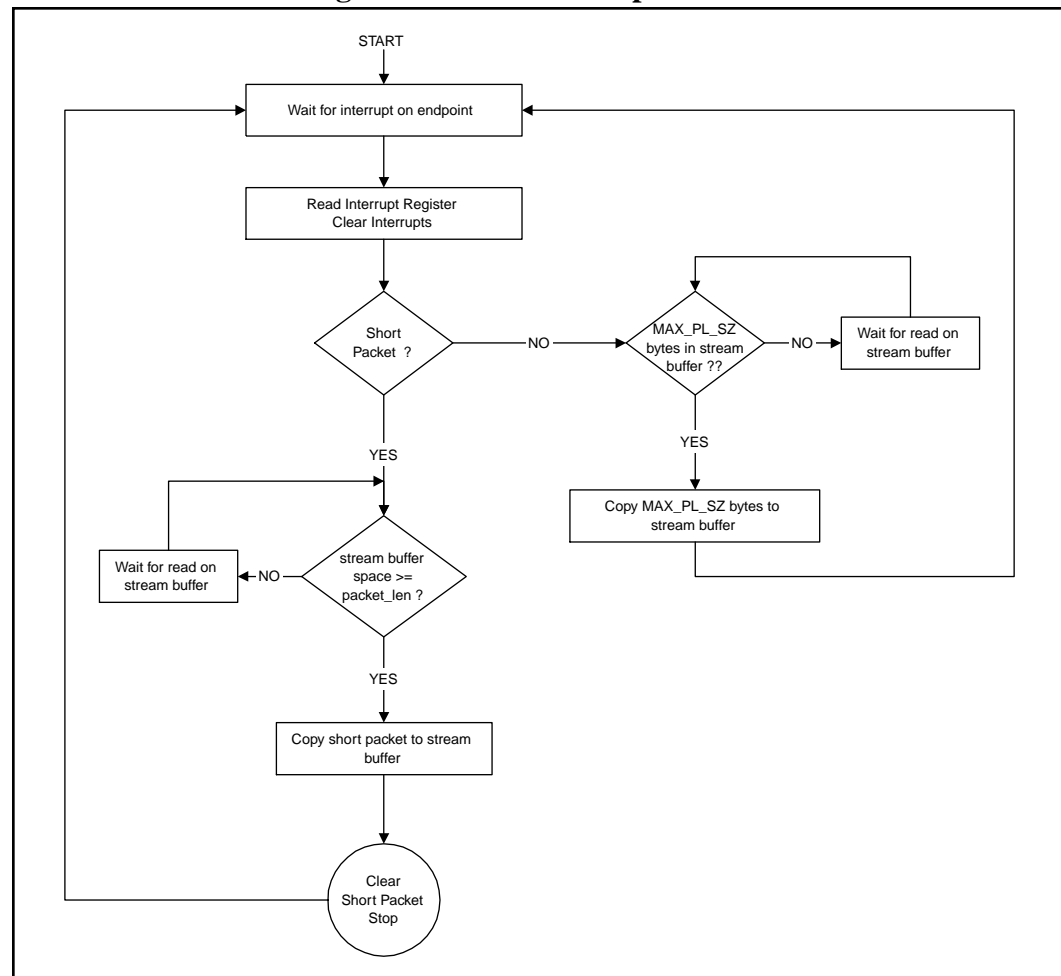 START
Wait for interrupt on endpoint
Read Interrupt Register
Clear Interrupts
Short
Packet ?
NO
MAX_PL_SZ
bytes in stream
buffer ??
NO
Wait for read on
stream buffer
YES
Copy MAX_PL_SZ bytes to
stream buffer
YES
stream buffer
space >=
packet_len ?
NO
Wait for read on
stream buffer
YES
Copy short packet to stream
buffer
Clear
Short Packet
Stop